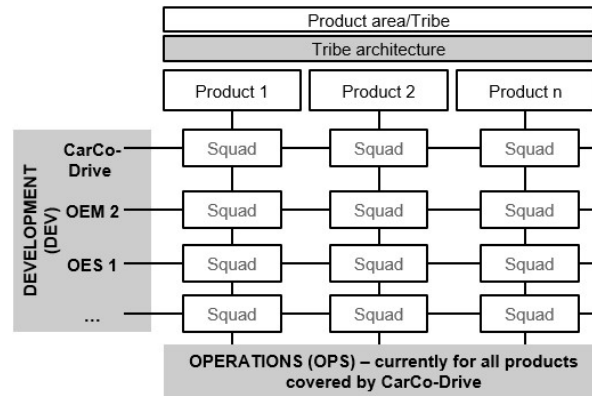 Product area/Tribe
Tribe architecture
Product 1
Product 2
Product n
DEVELOPMENT
(DEV)
CarCo-
Drive
Squad
Squad
Squad
OEM 2
Squad
Squad
Squad
OES 1
Squad
Squad
Squad
...
Squad
Squad
Squad
OPERATIONS (OPS) – currently for all products
covered by CarCo-Drive